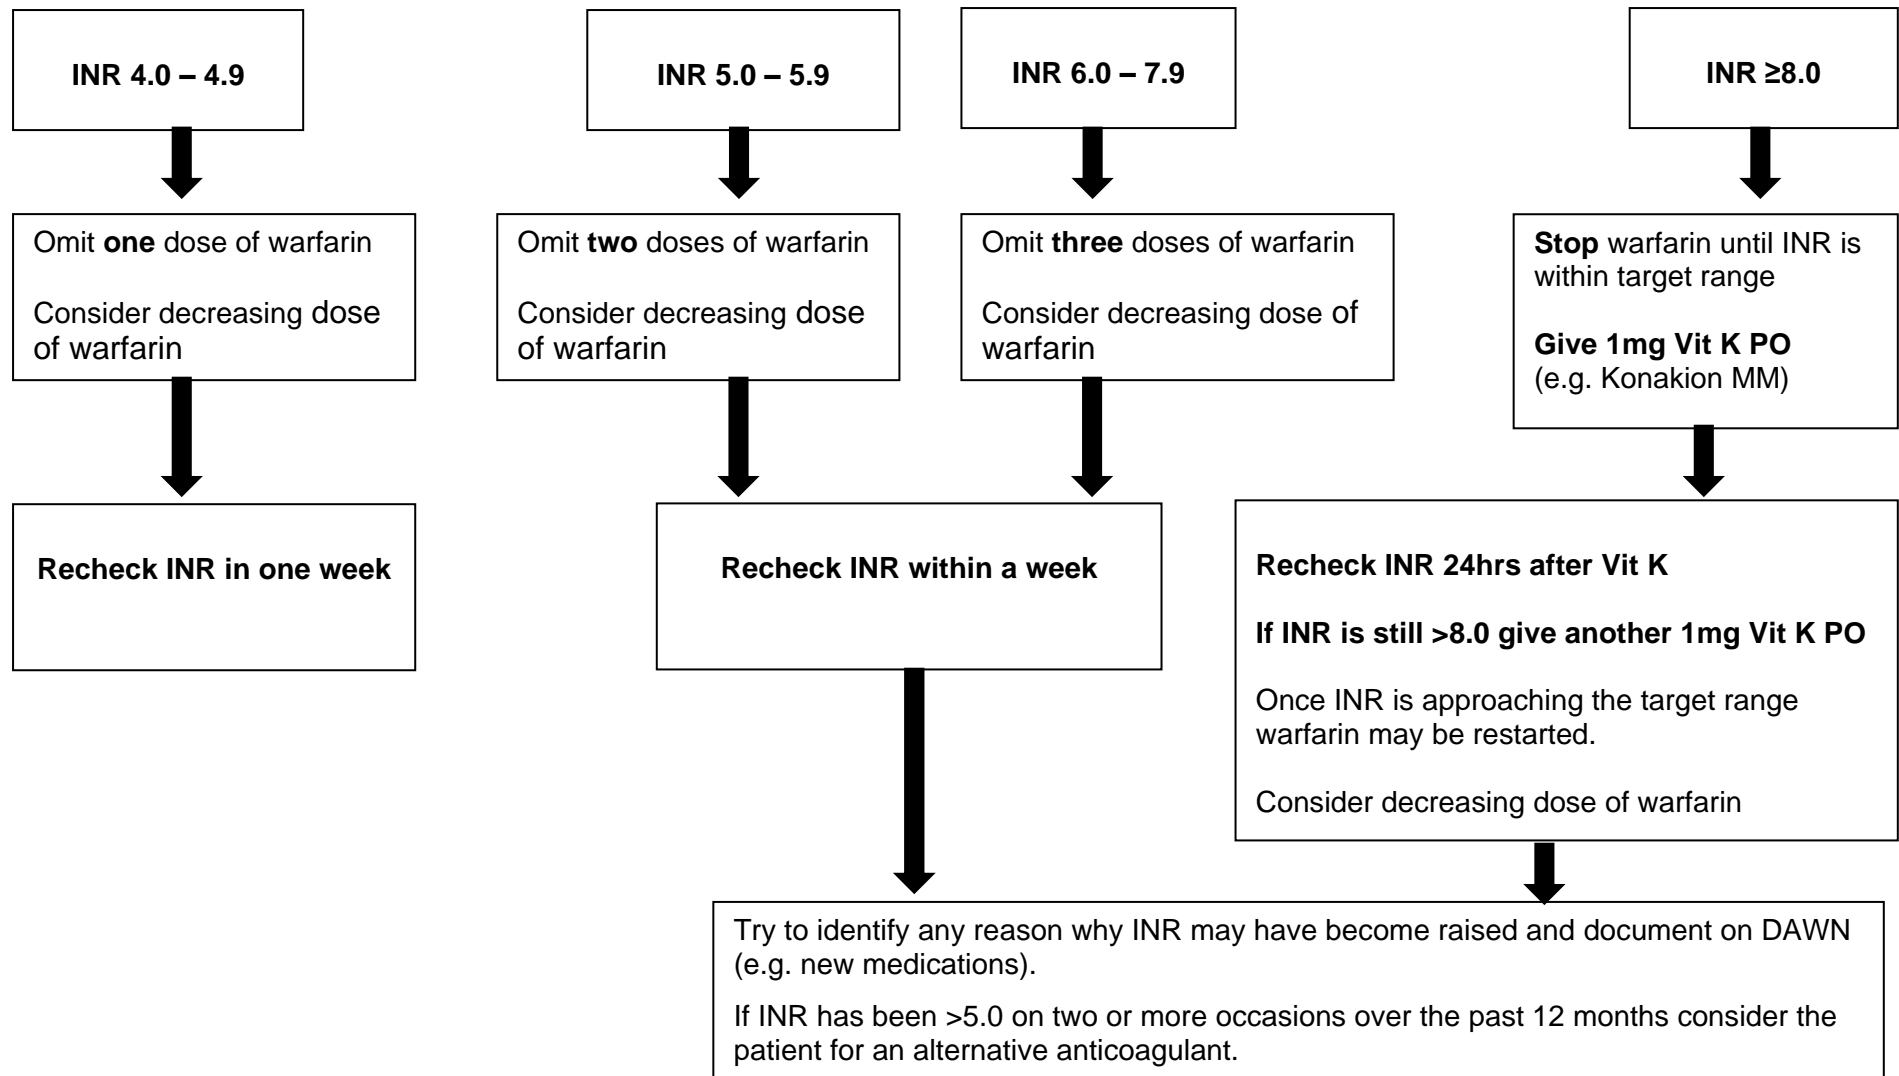 INR 4.0 – 4.9
INR 5.0 – 5.9
INR 6.0 – 7.9
INR ≥8.0
Omit one dose of warfarin
Consider decreasing dose
of warfarin
Omit two doses of warfarin
Consider decreasing dose
of warfarin
Omit three doses of warfarin
Consider decreasing dose of
warfarin
Stop warfarin until INR is
within target range
Give 1mg Vit K PO
(e.g. Konakion MM)
Recheck INR in one week
Recheck INR within a week
Recheck INR 24hrs after Vit K
If INR is still >8.0 give another 1mg Vit K PO
Once INR is approaching the target range
warfarin may be restarted.
Consider decreasing dose of warfarin
Try to identify any reason why INR may have become raised and document on DAWN
(e.g. new medications).
If INR has been >5.0 on two or more occasions over the past 12 months consider the
patient for an alternative anticoagulant.